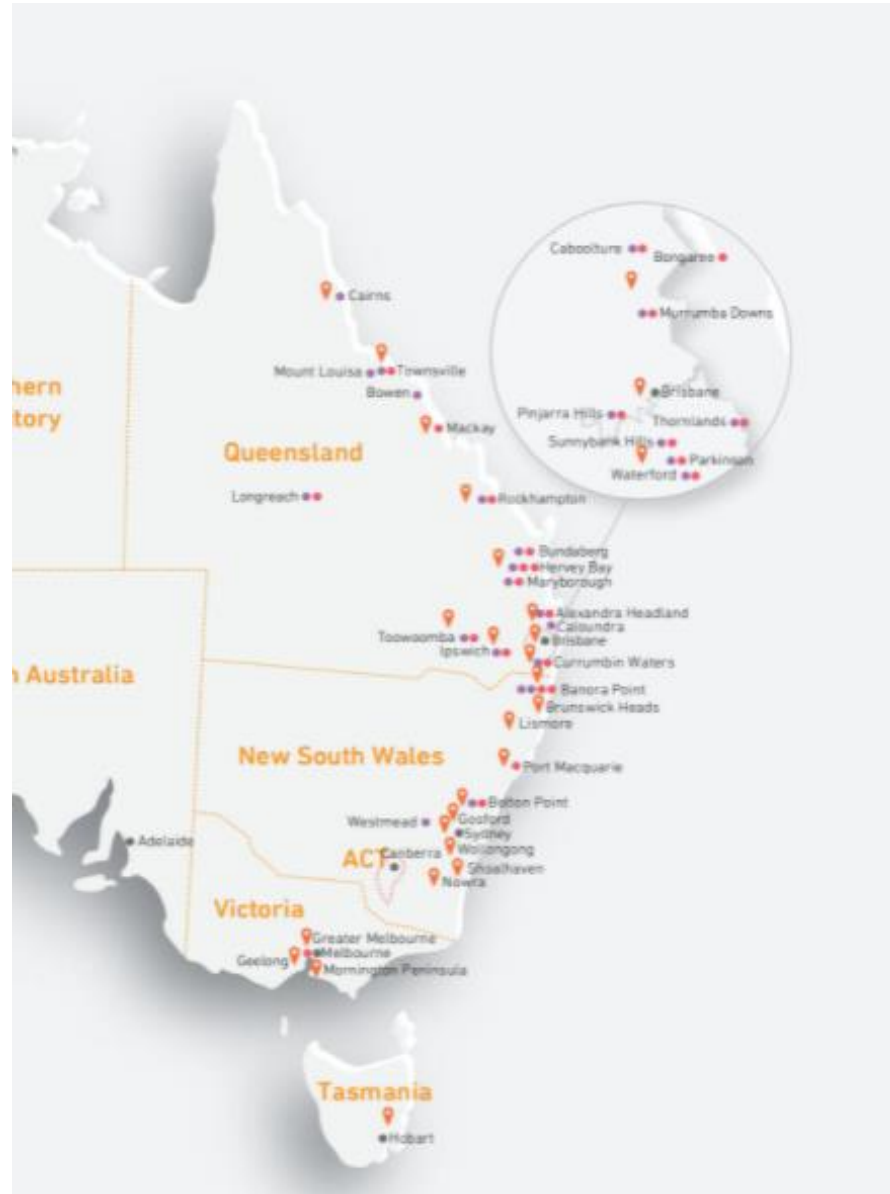 Caboolture
Bongaree
Cairns
Murrumba Downs
Mount Louisa
Townsville
hern
Bowen
Brisbane
tory
Pinjarra Hills
Thornlands
Mackay
Sunnybank Hills
Queensland
Parkinson
Waterford
Longreach
Rockhampton
Bundaberg
Hervey Bay
Maryborough
Alexandra Headland
Caloundra
Toowoomba
Brisbane
Ipswich
Currumbin Waters
n Australia
Banora Point
Brunswick Heads
Lismore
New South Wales
Port Macquarie
Bolton Point
Gosford
Westmead
Sydney
Adelaide
Wollongong
Canberra
ACT
Shoalhaven
Nowra
Victoria
Greater Melbourne
Melbourne
Geelong
Mornington Peninsula
Tasmania
Hobart